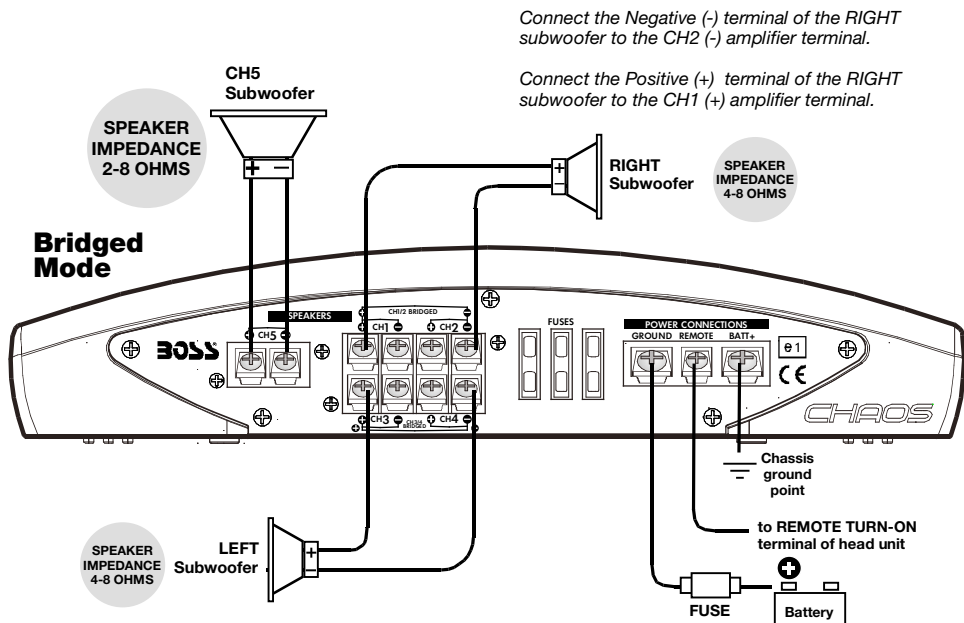 Connect the Negative (-) terminal of the RIGHT
subwoofer to the CH2 (-) amplifier terminal.
Connect the Positive (+)  terminal of the RIGHT
subwoofer to the CH1 (+) amplifier terminal.
CH5
Subwoofer
SPEAKER
IMPEDANCE
2-8 OHMS
+ −
+
−
RIGHT
Subwoofer
SPEAKER
IMPEDANCE
4-8 OHMS
Bridged
Mode
SPEAKERS
+ CH1/2 BRIDGED −
+ CH5 −
+ CH1 − + CH2 −
FUSES
POWER CONNECTIONS
GROUND REMOTE BATT+
BOSS
e1
CE
CHAOS
+ CH3 − + CH4 −
CH3/4
BRIDGED
Chassis
ground
point
to REMOTE TURN-ON
terminal of head unit
LEFT
Subwoofer
+
−
SPEAKER
IMPEDANCE
4-8 OHMS
FUSE
+
Battery